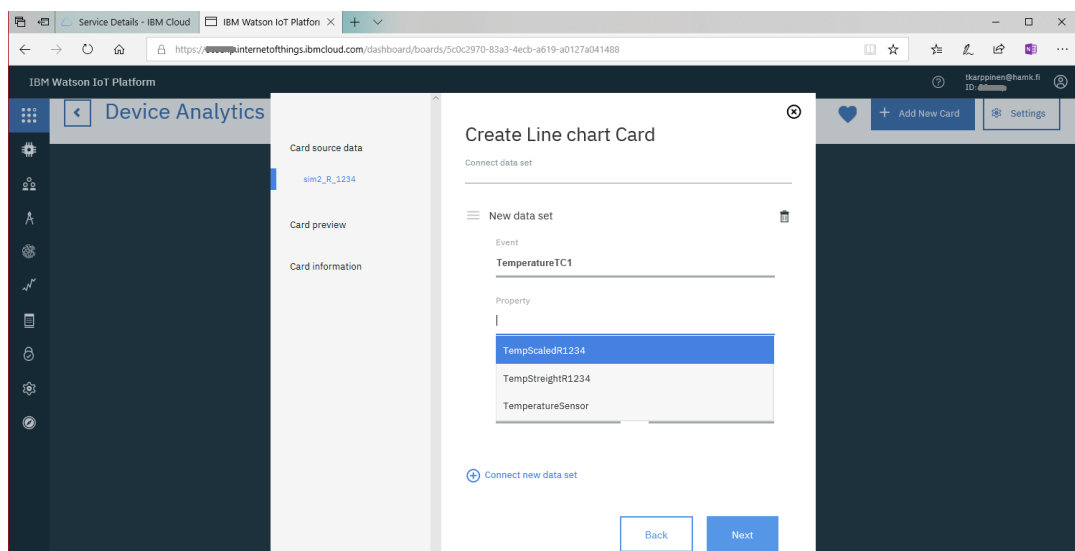 Service Details - IBM Cloud
IBM Watson IoT Platfon
https://
.internetofthings.ibmcloud.com/dashboard/boards/5c0c2970-83a3-4ecb-a619-a0127a041488
IBM Watson IoT Platform
tkarppinen@hamk.fi
ID:
Device Analytics
+ Add New Card
Settings
Create Line chart Card
Card source data
sim2_R_1234
Card preview
Card information
Connect data set
New data set
Event
TemperatureTC1
Property
TempScaledR1234
TempStreightR1234
TemperatureSensor
Connect new data set
Back
Next